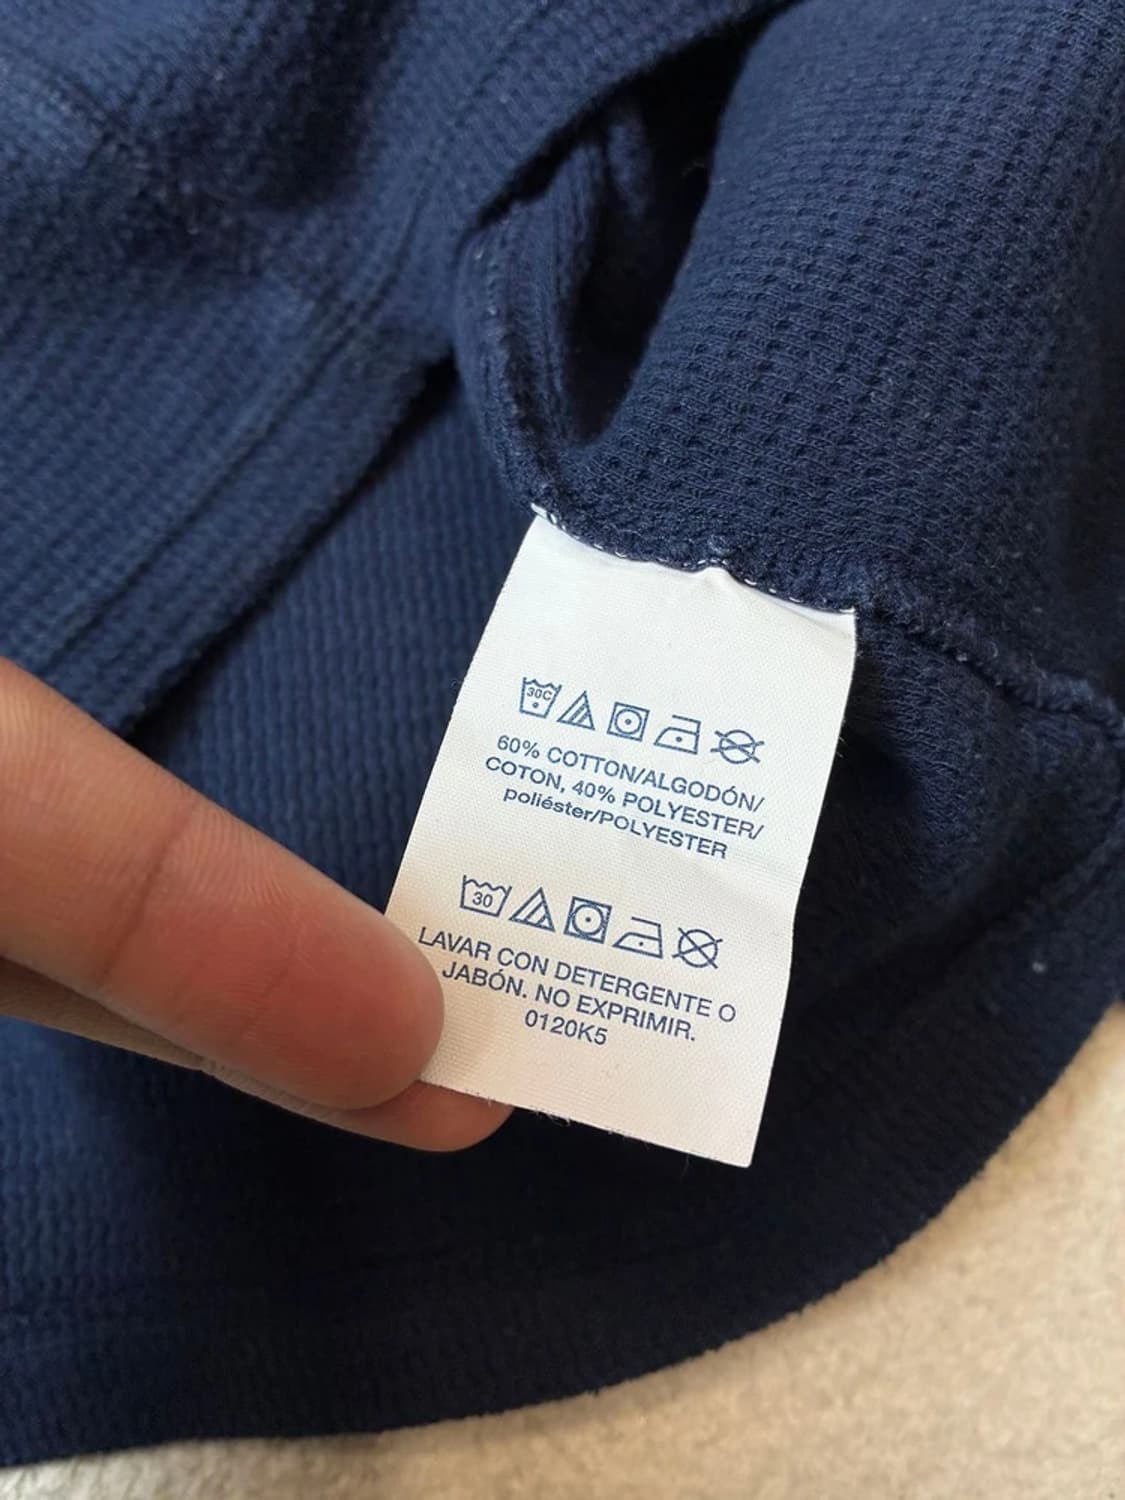 30C
60% COTTON/ALGODÓN/
COTON, 40% POLYESTER/
poliéster/POLYESTER
30
LAVAR CON DETERGENTE O
JABÓN. NO EXPRIMIR.
0120K5